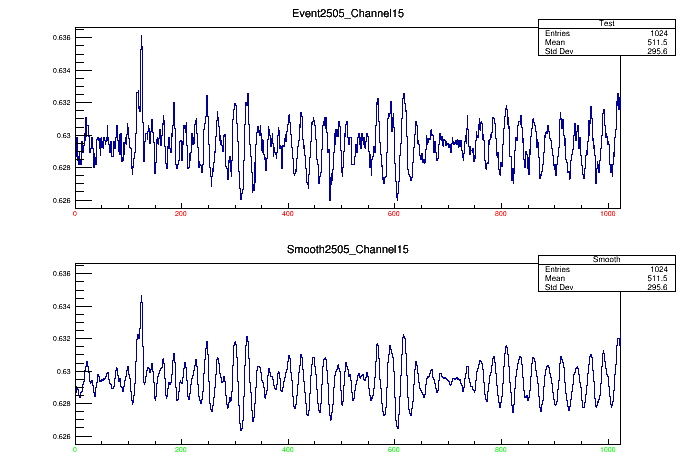 Event2505_Channel15
Test
Entries 1024
Mean 511.5
Std Dev 295.6
0.636
0.634
0.632
0.63
0.628
0.626
0 200 400 600 800 1000
Smooth2505_Channel15
Smooth
Entries 1024
Mean 511.5
Std Dev 295.6
0.636
0.634
0.632
0.63
0.628
0.626
0 200 400 600 800 1000